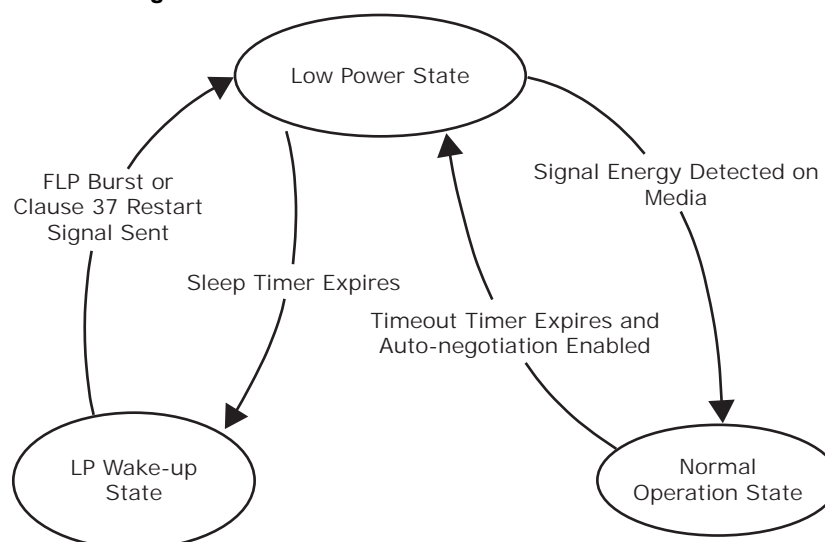 Low Power State
Signal Energy Detected on
Media
FLP Burst or
Clause 37 Restart
Signal Sent
Sleep Timer Expires
Timeout Timer Expires and
Auto-negotiation Enabled
LP Wake-up
State
Normal
Operation State